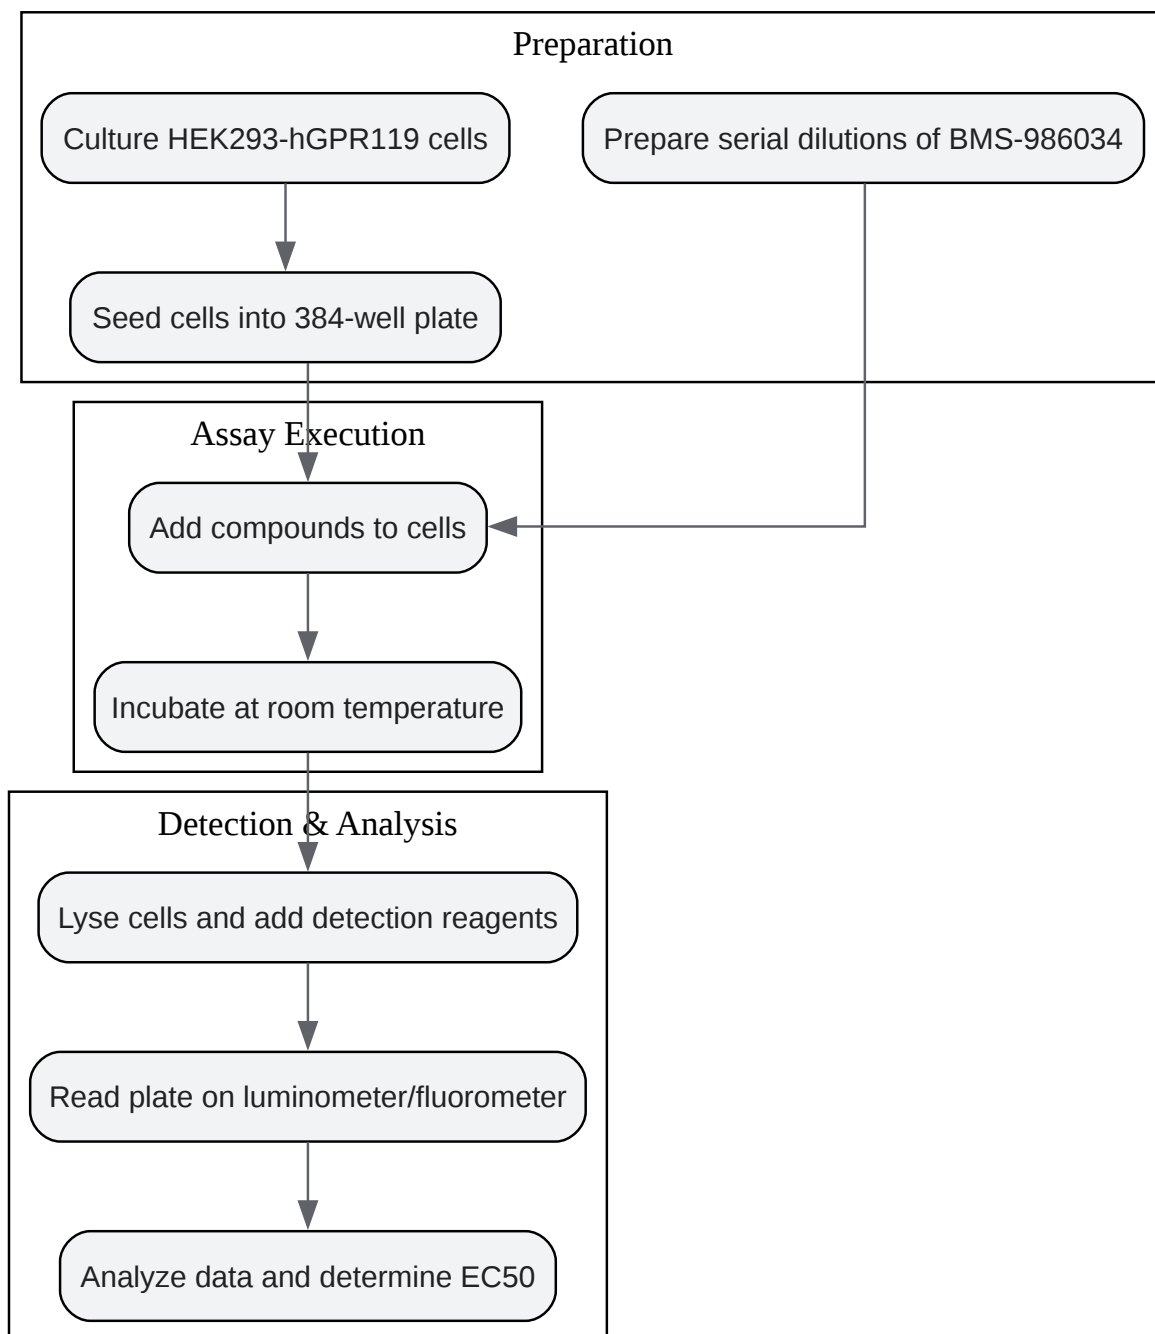 Preparation
Culture HEK293-hGPR119 cells
Prepare serial dilutions of BMS-986034
Seed cells into 384-well plate
Assay Execution
Add compounds to cells
Incubate at room temperature
Detection & Analysis
Lyse cells and add detection reagents
Read plate on luminometer/fluorometer
Analyze data and determine EC50